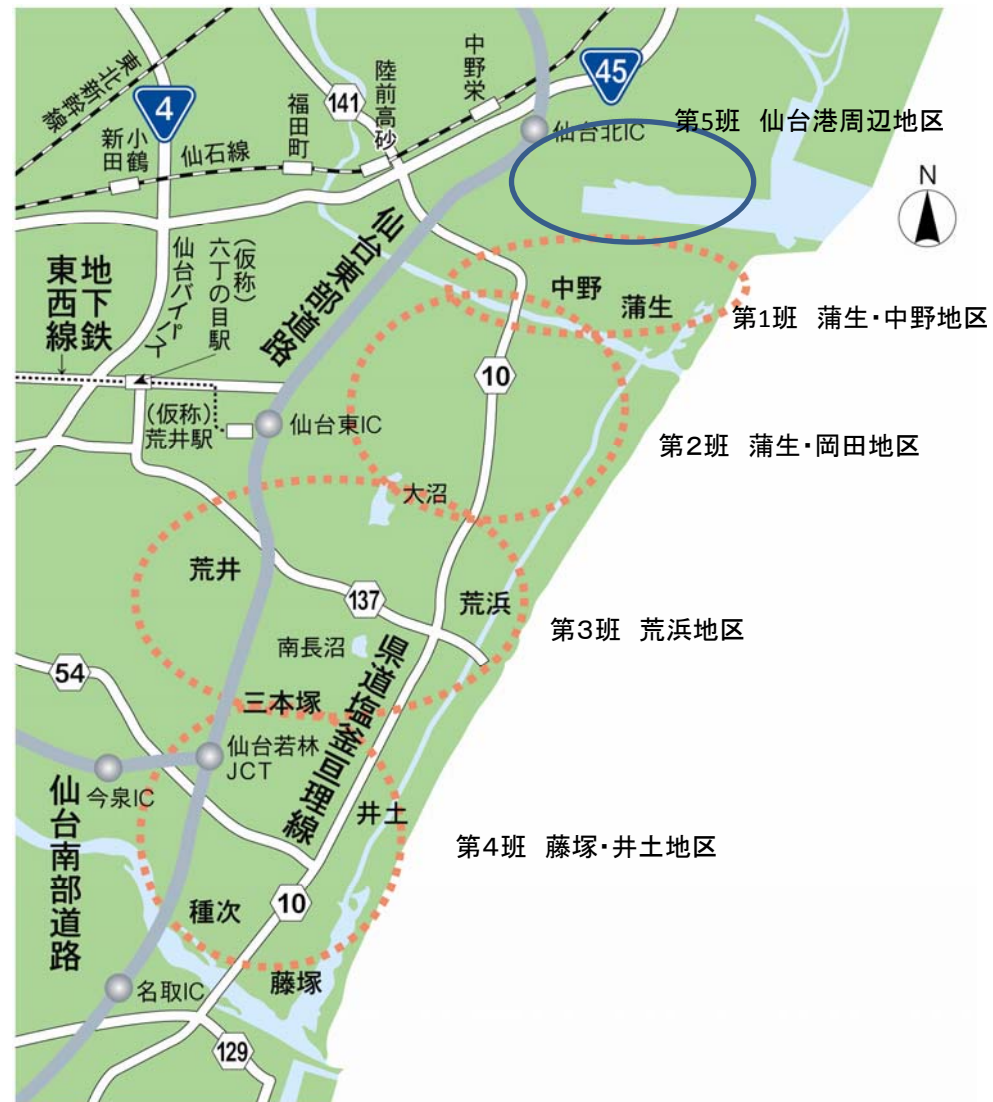 東北新幹線
4
小鶴
新田
仙石線
福田町
141
陸前高砂
中野栄
45
仙台北IC
第5班 仙台港周辺地区
N
仙台東部道路
地下鉄
東西線
仙台バイパス
(仮称)
六丁の目駅
(仮称)
荒井駅
仙台東IC
中野
蒲生
第1班 蒲生・中野地区
10
第2班 蒲生・岡田地区
大沼
荒井
137
荒浜
第3班 荒浜地区
南長沼
県道塩釜亘理線
54
三本塚
仙台若林
JCT
今泉IC
仙台南部道路
井土
第4班 藤塚・井土地区
種次
10
藤塚
名取IC
129